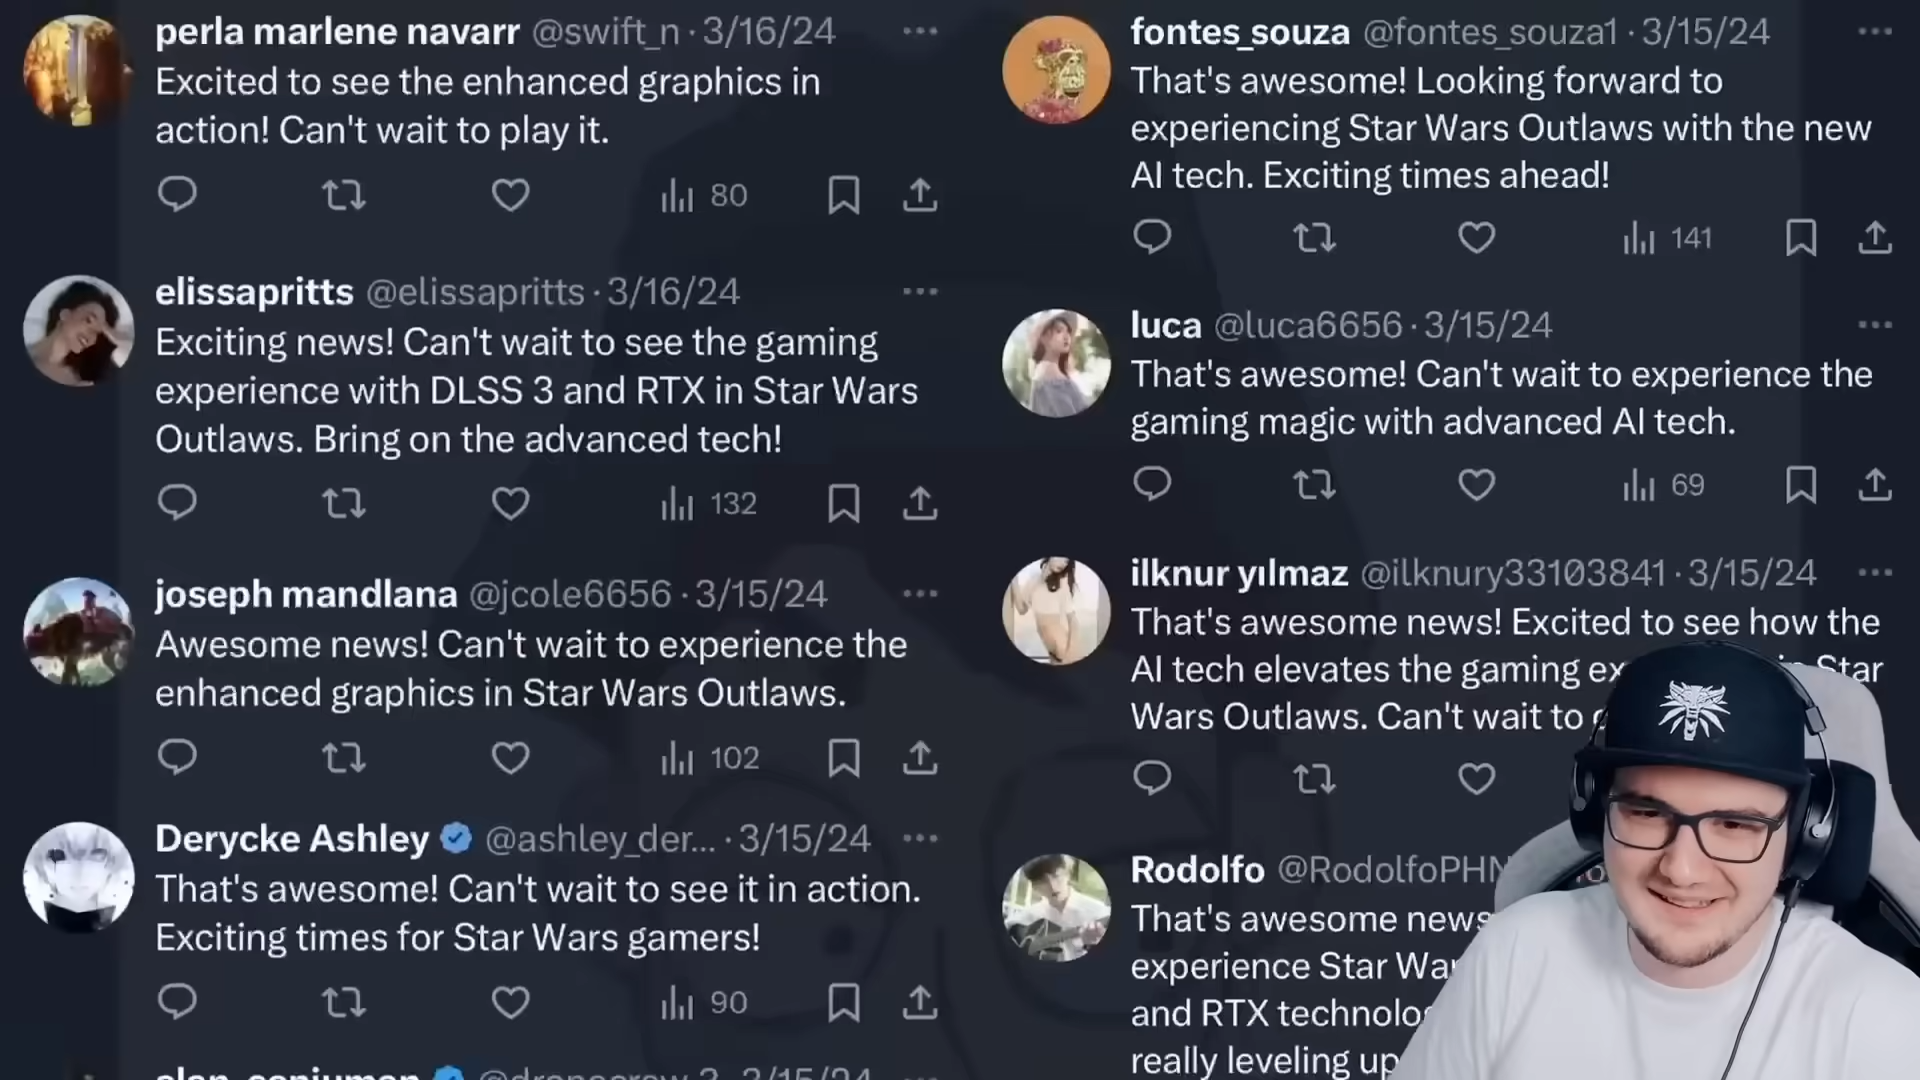 perla marlene navarr @swift_n · 3/16/24
Excited to see the enhanced graphics in
action! Can't wait to play it.
80
elissapritts @elissapritts · 3/16/24
Exciting news! Can't wait to see the gaming
experience with DLSS 3 and RTX in Star Wars
Outlaws. Bring on the advanced tech!
132
joseph mandlana @jcole6656 · 3/15/24
Awesome news! Can't wait to experience the
enhanced graphics in Star Wars Outlaws.
102
Derycke Ashley @ashley_der... · 3/15/24
That's awesome! Can't wait to see it in action.
Exciting times for Star Wars gamers!
90
fontes_souza @fontes_souza1 · 3/15/24
That's awesome! Looking forward to
experiencing Star Wars Outlaws with the new
AI tech. Exciting times ahead!
141
luca @luca6656 · 3/15/24
That's awesome! Can't wait to experience the
gaming magic with advanced AI tech.
69
ilknur yılmaz @ilknury33103841 · 3/15/24
That's awesome news! Excited to see how the
AI tech elevates the gaming Star
Wars Outlaws. Can't wait to
Rodolfo
That's awesome news
experience Star
and RTX
really leveling up